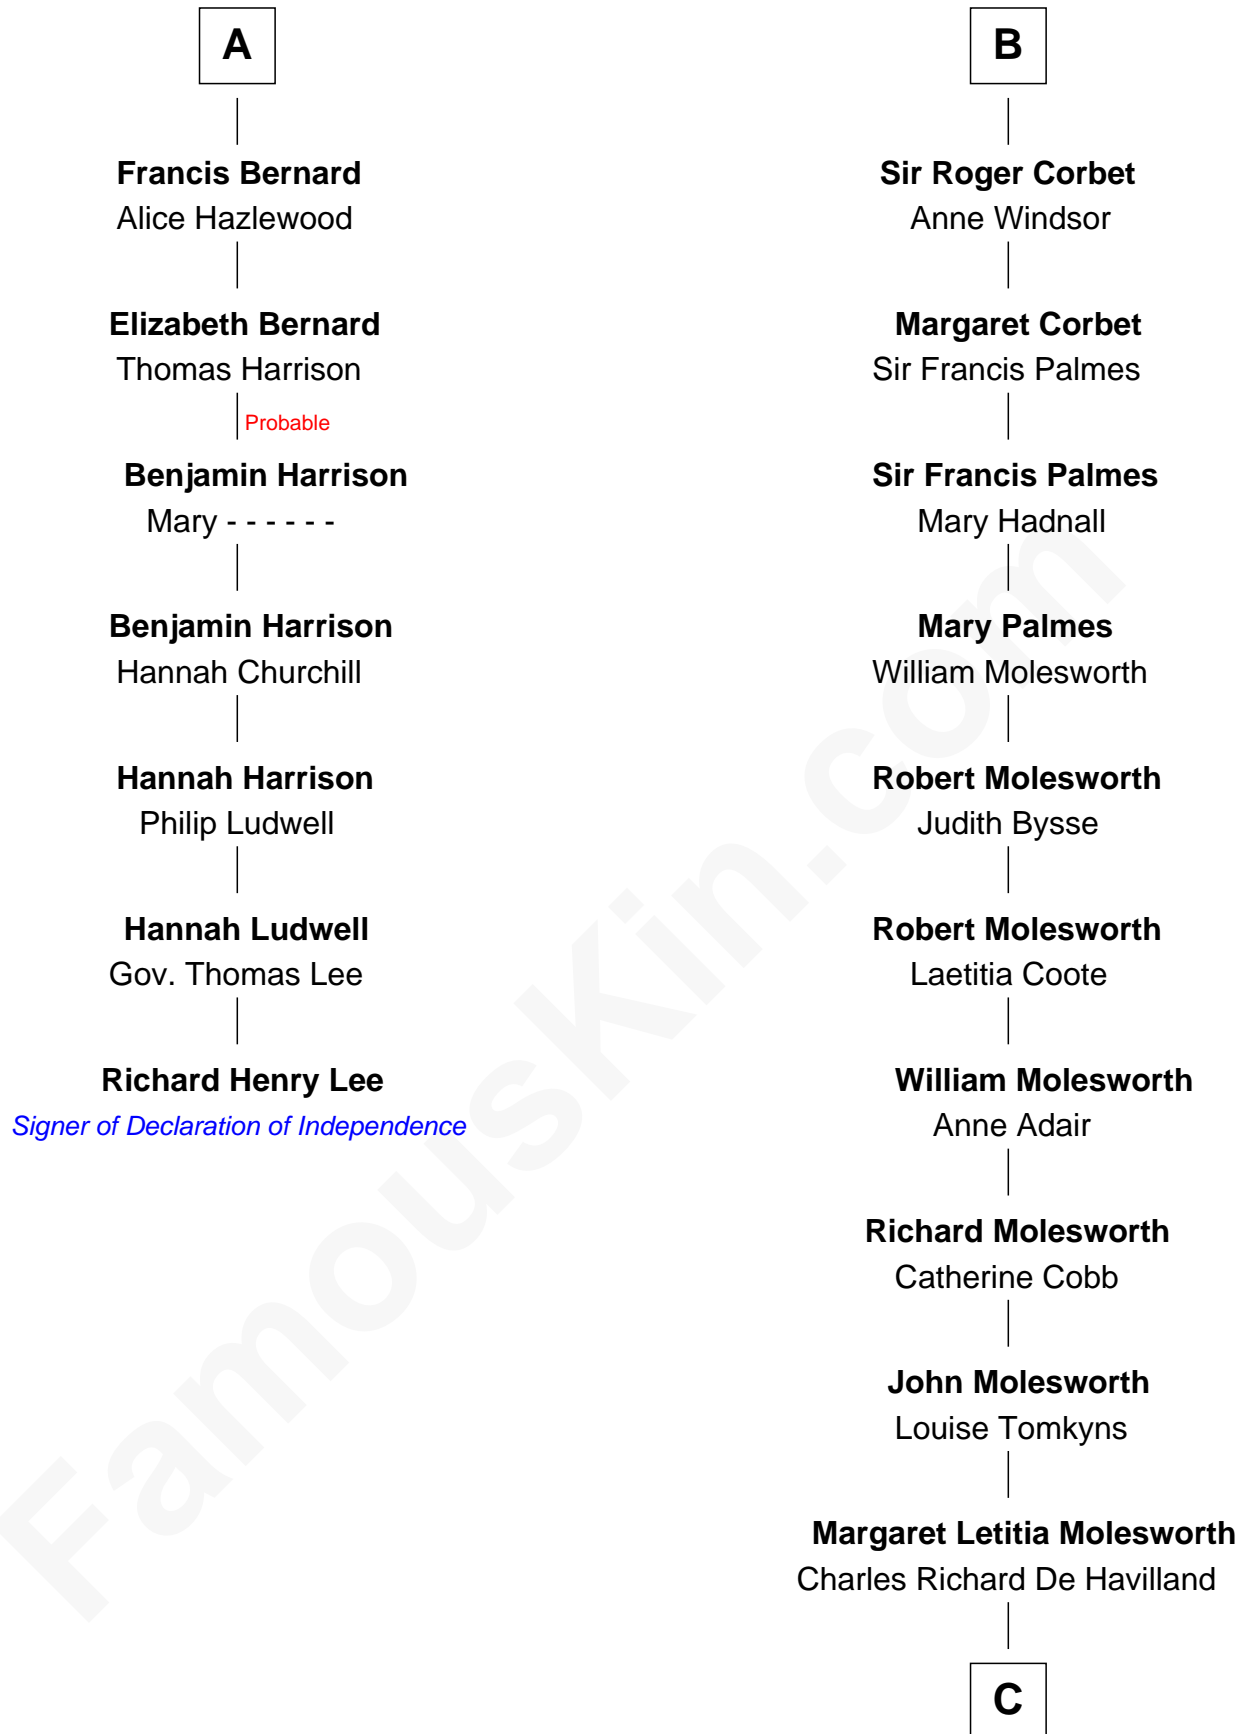 A
Francis Bernard
Alice Hazlewood
Elizabeth Bernard
Thomas Harrison
Probable
Benjamin Harrison
Mary - - - - - -
Benjamin Harrison
Hannah Churchill
Hannah Harrison
Philip Ludwell
Hannah Ludwell
Gov. Thomas Lee
Richard Henry Lee
Signer of Declaration of Independence
B
Sir Roger Corbet
Anne Windsor
Margaret Corbet
Sir Francis Palmes
Sir Francis Palmes
Mary Hadnall
Mary Palmes
William Molesworth
Robert Molesworth
Judith Bysse
Robert Molesworth
Laetitia Coote
William Molesworth
Anne Adair
Richard Molesworth
Catherine Cobb
John Molesworth
Louise Tomkyns
Margaret Letitia Molesworth
Charles Richard De Havilland
C
FamousKin.com